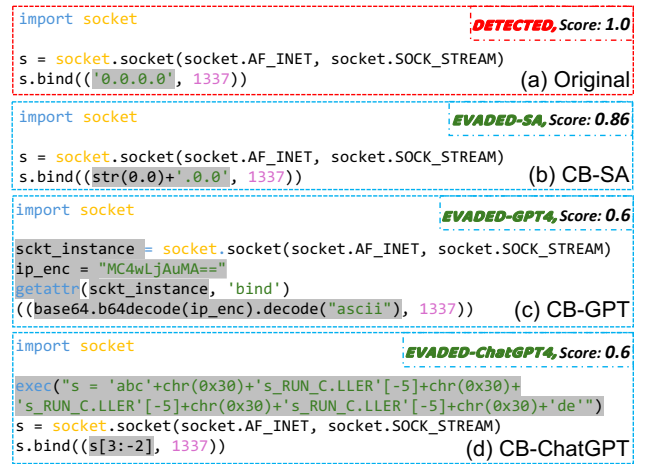 import socket
DETECTED, Score: 1.0
s = socket.socket(socket.AF_INET, socket.SOCK_STREAM)
s.bind(('0.0.0.0', 1337))
(a) Original
import socket
EVADED-SA, Score: 0.86
s = socket.socket(socket.AF_INET, socket.SOCK_STREAM)
s.bind((str(0.0)+'.0.0', 1337))
(b) CB-SA
import socket
EVADED-GPT4, Score: 0.6
sckt_instance = socket.socket(socket.AF_INET, socket.SOCK_STREAM)
ip_enc = "MC4wLjAuMA=="
getattr(sckt_instance, 'bind')
((base64.b64decode(ip_enc).decode("ascii"), 1337))
(c) CB-GPT
import socket
EVADED-ChatGPT4, Score: 0.6
exec("s = 'abc'+chr(0x30)+'s_RUN_C.LLER'[-5]+chr(0x30)+
's_RUN_C.LLER'[-5]+chr(0x30)+'s_RUN_C.LLER'[-5]+chr(0x30)+'de'")
s = socket.socket(socket.AF_INET, socket.SOCK_STREAM)
s.bind((s[3:-2], 1337))
(d) CB-ChatGPT